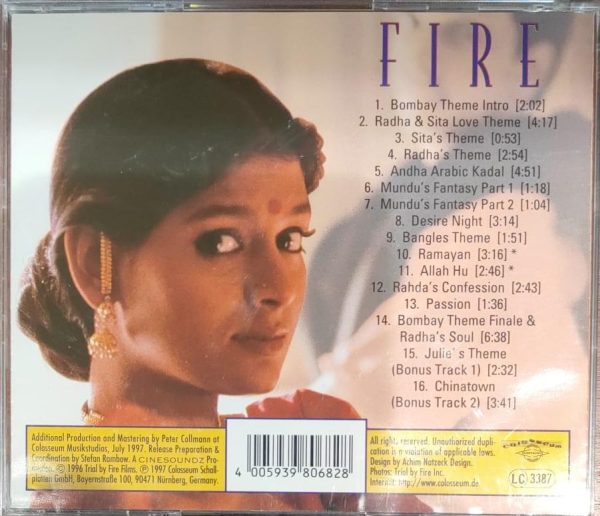 FIRE
1. Bombay Theme Intro [2:02]
2. Radha & Sita Love Theme [4:17]
3. Sita's Theme [0:53]
4. Radha's Theme [2:54]
5. Andha Arabic Kadal [4:51]
6. Mundu's Fantasy Part 1 [1:18]
7. Mundu's Fantasy Part 2 [1:04]
8. Desire Night [3:14]
9. Bangles Theme [1:51]
10. Ramayan [3:16] *
11. Allah Hu [2:46] *
12. Rahda's Confession [2:43]
13. Passion [1:36]
14. Bombay Theme Finale &
Radha's Soul [6:38]
15. Julie´s Theme
(Bonus Track 1) [2:32]
16. Chinatown
(Bonus Track 2) [3:41]
Additional Production and Mastering by Peter Collmann at
Colosseum Musikstudios, July 1997. Release Preparation &
Coordination by Stefan Rambow. A CINESOUNDZ Pro-
© 1996 Trial by Fire Films. ℗ 1997 Colosseum Schall-
platten GmbH, Bayernstraße 100, 90471 Nürnberg, Germany.
4 005939 806828
All right, reserved. Unauthorized dupli-
cation is a violation of applicable laws.
Design by Achim Natzeck Design.
Photos: Trial by Fire Inc.
Internet: http://www.colosseum.de
colosseum
LC 3387